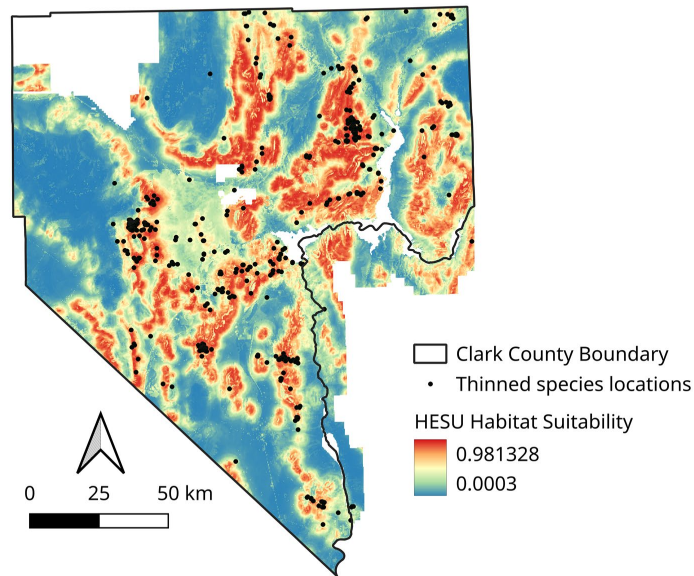 Clark County Boundary
Thinned species locations
HESU Habitat Suitability
0.981328
0.0003
0 25 50 km